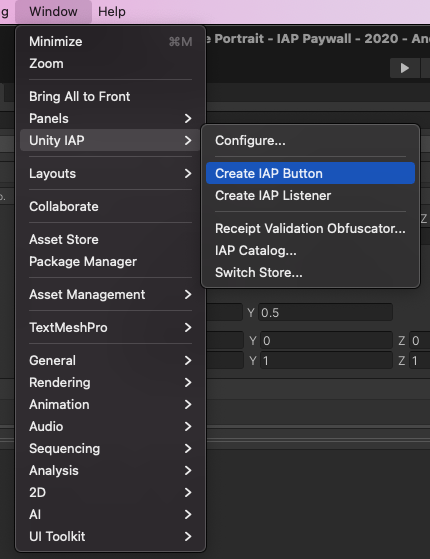 g Window Help
e Portrait - IAP Paywall - 2020 - And
Minimize ⌘M
Zoom
Bring All to Front
Panels
Unity IAP
Configure...
Create IAP Button
Create IAP Listener
Receipt Validation Obfuscator...
IAP Catalog...
Switch Store...
Layouts
Collaborate
Asset Store
Package Manager
Asset Management
TextMeshPro
General
Rendering
Animation
Audio
Sequencing
Analysis
2D
AI
UI Toolkit
Z
Y 0.5
Y 0 Z 0
Y 1 Z 1